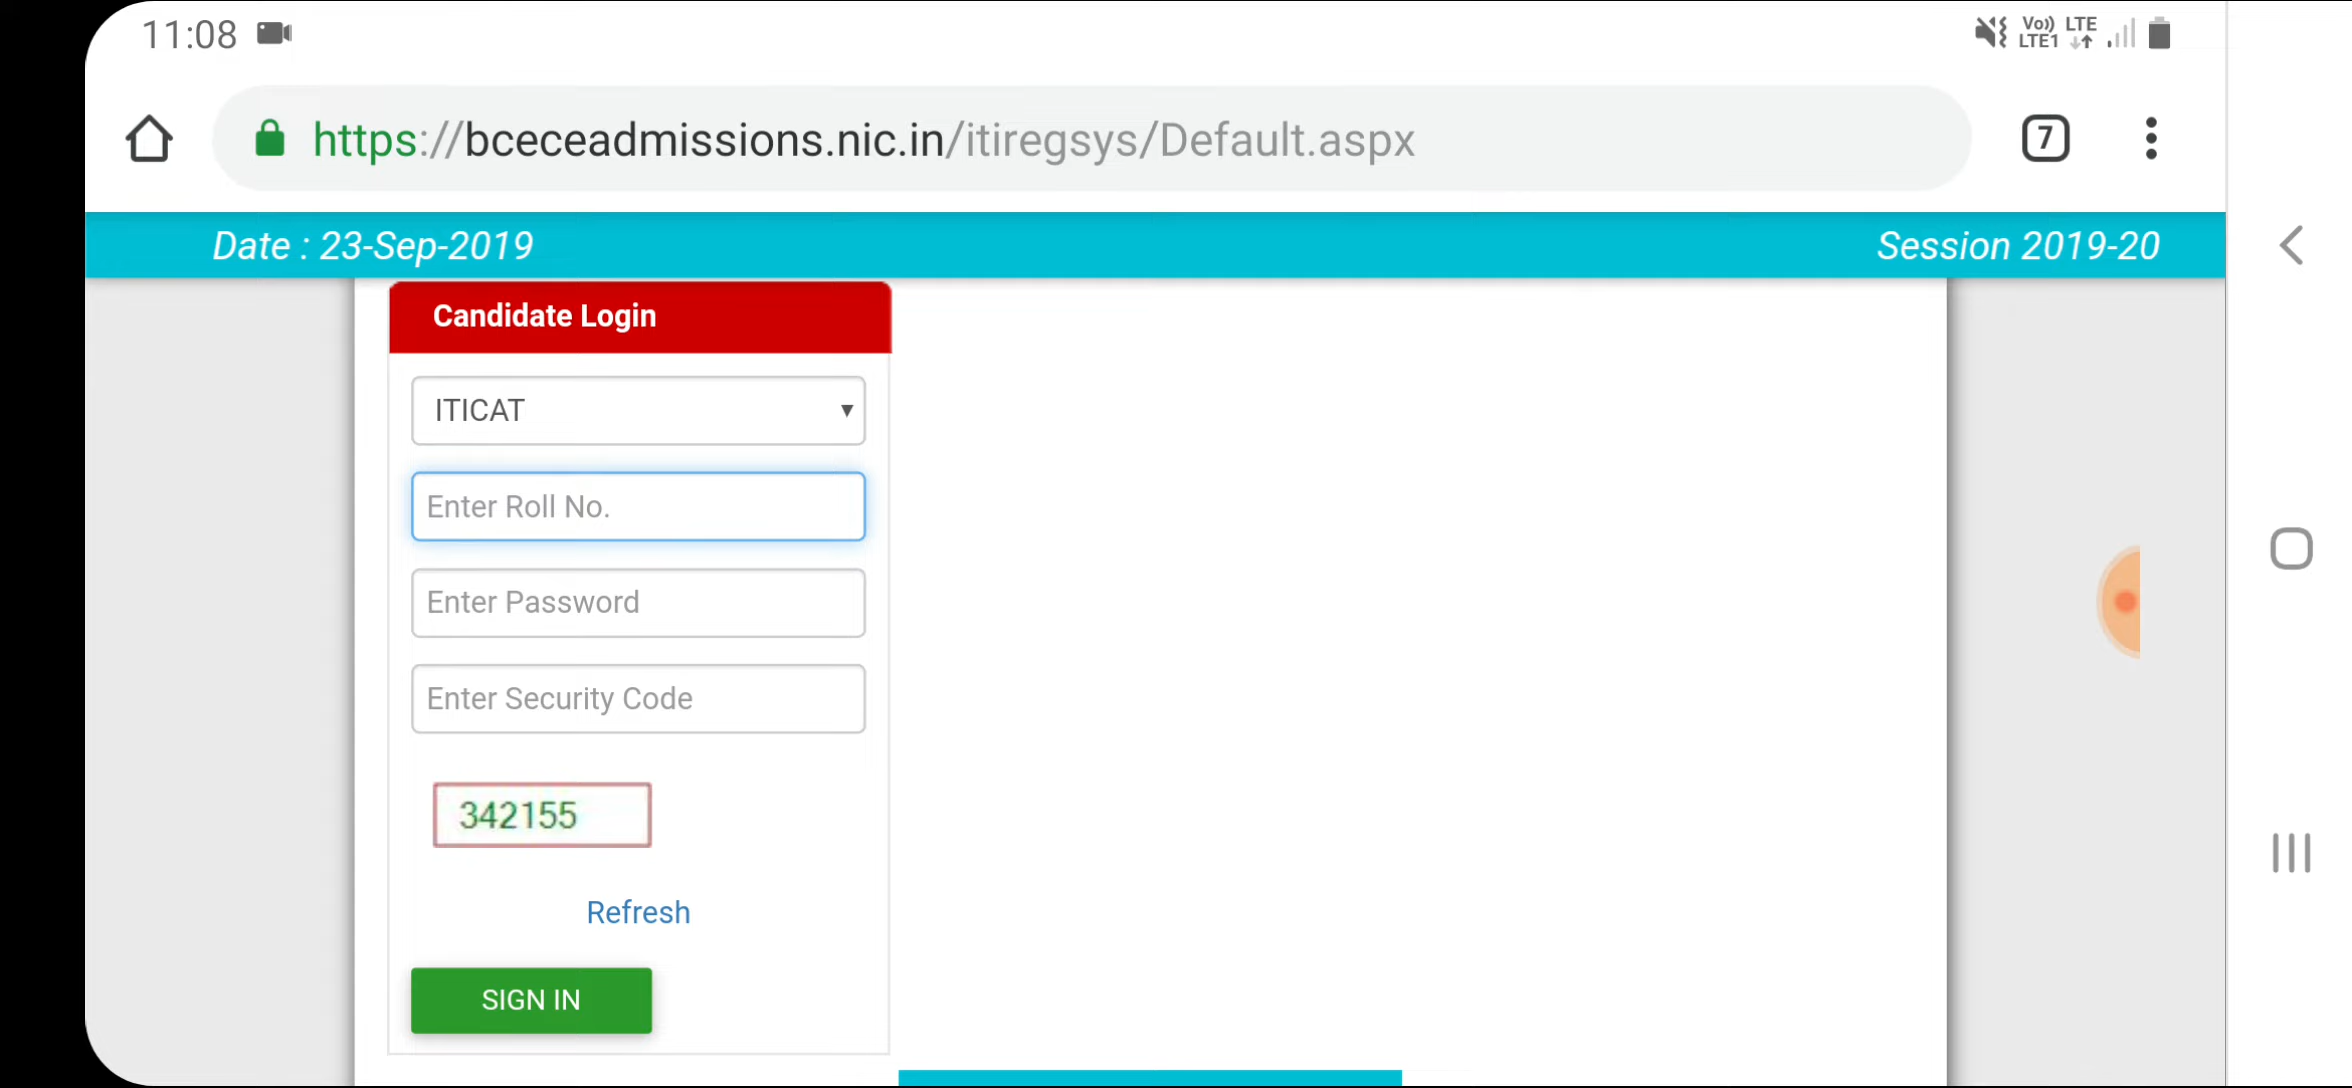 11:08
Vo)) LTE
LTE1
https://bceceadmissions.nic.in/itiregsys/Default.aspx
7
Date : 23-Sep-2019
Session 2019-20
Candidate Login
ITICAT
Enter Roll No.
Enter Password
Enter Security Code
342155
Refresh
SIGN IN